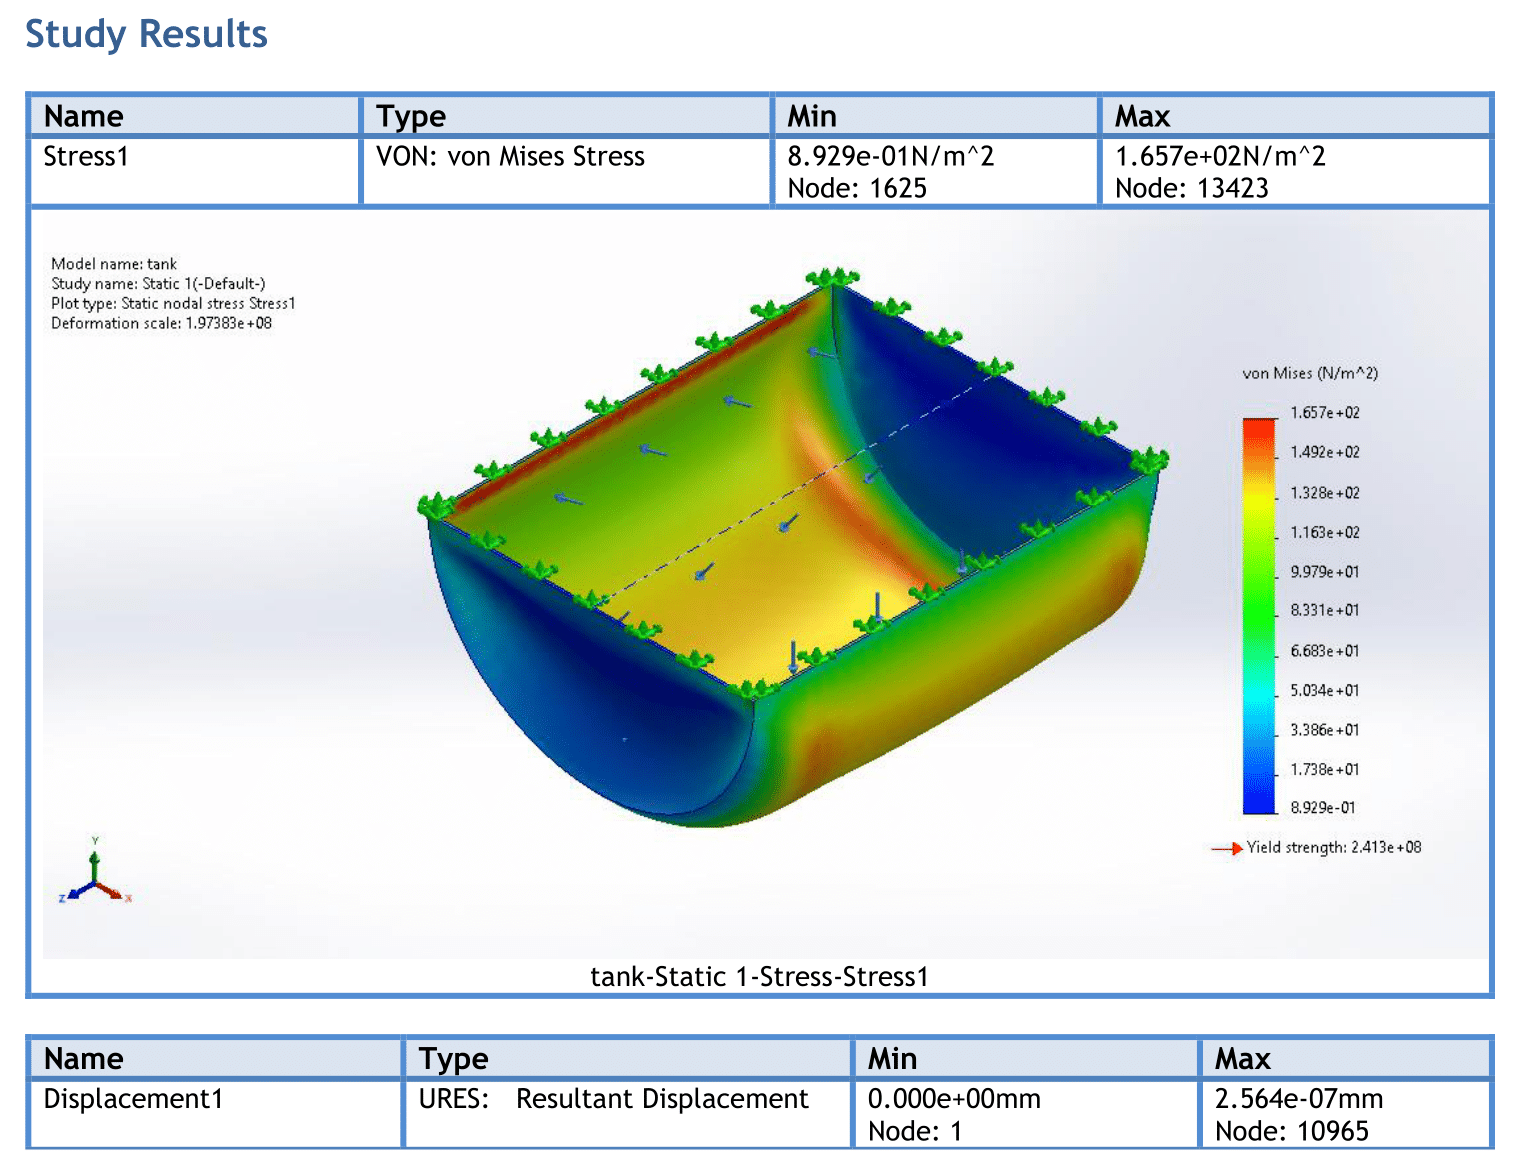 Study Results
Name Type Min Max
Stress1 VON: von Mises Stress 8.929e-01N/m^2 1.657e+02N/m^2
Node: 1625 Node: 13423
Model name: tank
Study name: Static 1(-Default-)
Plot type: Static nodal stress Stress1
Deformation scale: 1.97383e+08
von Mises (N/m^2)
1.657e+02
1.492e+02
1.328e+02
1.163e+02
9.979e+01
8.331e+01
6.683e+01
5.034e+01
3.386e+01
1.738e+01
8.929e-01
Yield strength: 2.413e+08
Y
Z
X
tank-Static 1-Stress-Stress1
Name Type Min Max
Displacement1 URES: Resultant Displacement 0.000e+00mm 2.564e-07mm
Node: 1 Node: 10965